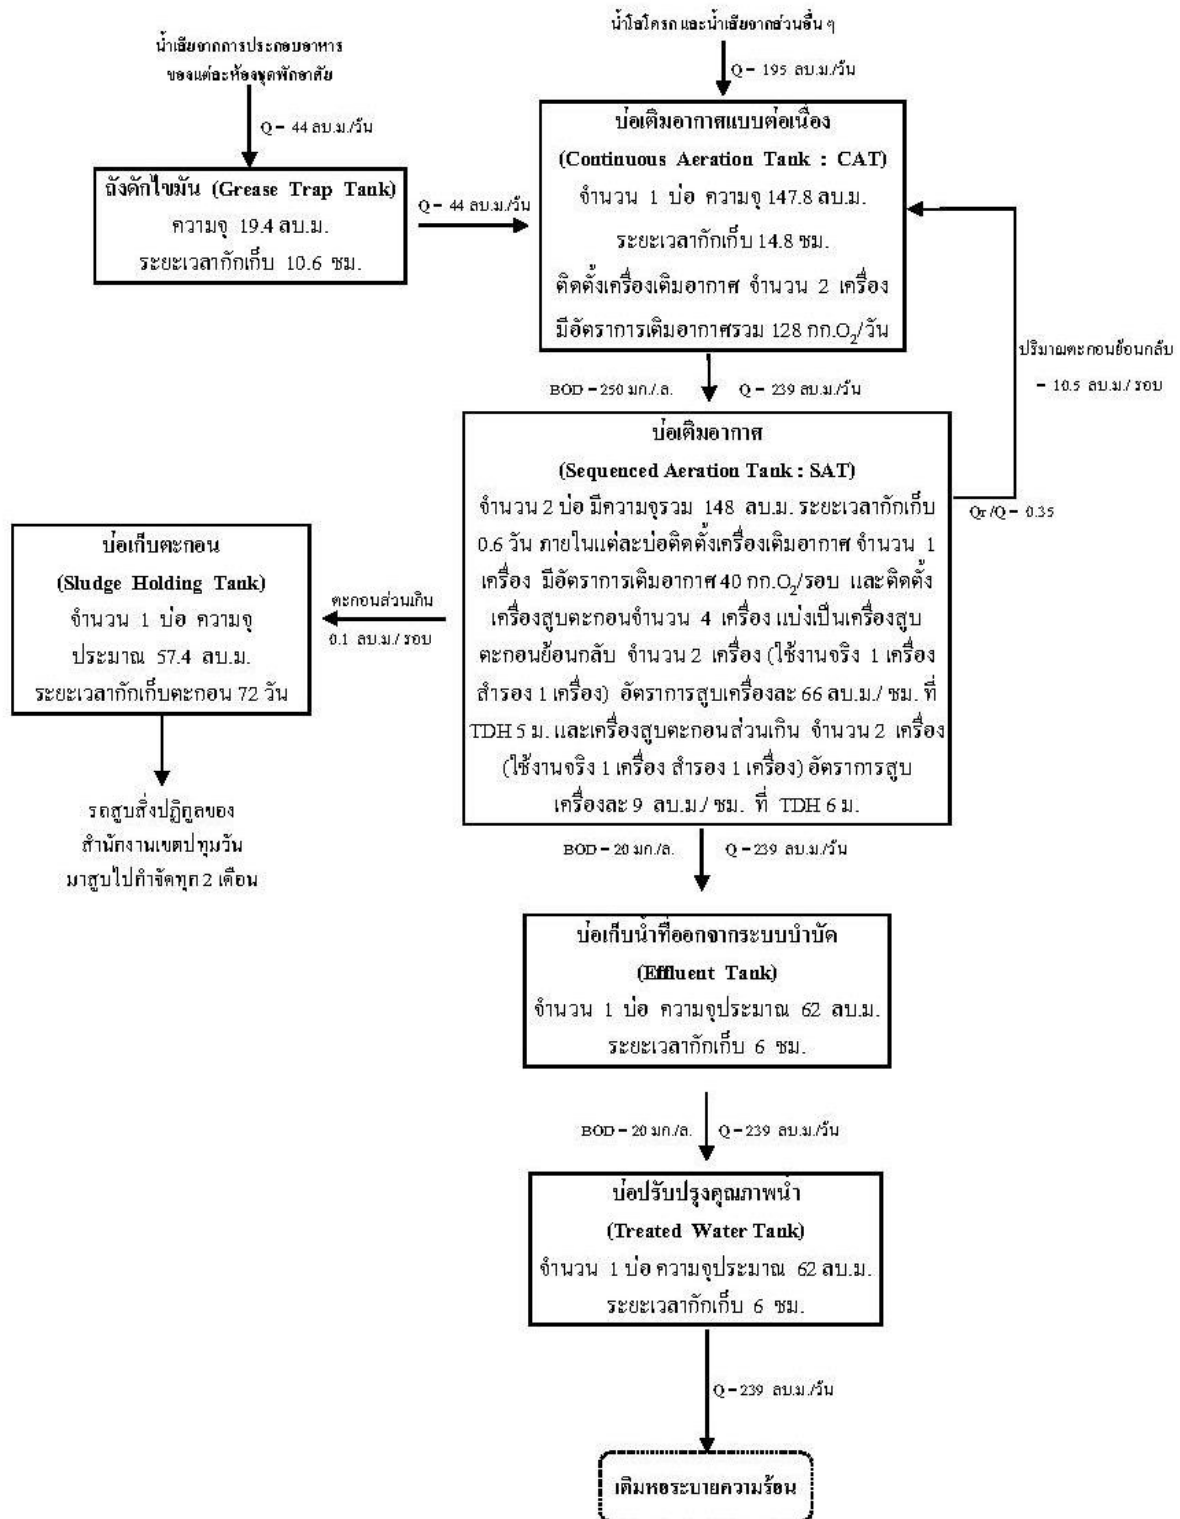 น้ำเสียจากการประกอบอาหาร
ของแต่ละห้องชุดพักอาศัย
Q = 44 ลบ.ม./วัน
ถังดักไขมัน (Grease Trap Tank)
ความจุ 19.4 ลบ.ม.
ระยะเวลากักเก็บ 10.6 ชม.
Q = 44 ลบ.ม./วัน
น้ำโสโครก และน้ำเสียจากส่วนอื่น ๆ
Q = 195 ลบ.ม./วัน
บ่อเติมอากาศแบบต่อเนื่อง
(Continuous Aeration Tank : CAT)
จำนวน 1 บ่อ ความจุ 147.8 ลบ.ม.
ระยะเวลากักเก็บ 14.8 ชม.
ติดตั้งเครื่องเติมอากาศ จำนวน 2 เครื่อง
มีอัตราการเติมอากาศรวม 128 กก.O2/วัน
ปริมาณตะกอนย้อนกลับ
= 10.5 ลบ.ม./ รอบ
BOD = 250 มก./.ล. Q = 239 ลบ.ม./วัน
บ่อเติมอากาศ
(Sequenced Aeration Tank : SAT)
จำนวน 2 บ่อ มีความจุรวม 148 ลบ.ม. ระยะเวลากักเก็บ
0.6 วัน ภายในแต่ละบ่อติดตั้งเครื่องเติมอากาศ จำนวน 1
เครื่อง มีอัตราการเติมอากาศ 40 กก.O2/รอบ และติดตั้ง
เครื่องสูบตะกอนจำนวน 4 เครื่อง แบ่งเป็นเครื่องสูบ
ตะกอนย้อนกลับ จำนวน 2 เครื่อง (ใช้งานจริง 1 เครื่อง
สำรอง 1 เครื่อง) อัตราการสูบเครื่องละ 66 ลบ.ม./ ชม. ที่
TDH 5 ม. และเครื่องสูบตะกอนส่วนเกิน จำนวน 2 เครื่อง
(ใช้งานจริง 1 เครื่อง สำรอง 1 เครื่อง) อัตราการสูบ
เครื่องละ 9 ลบ.ม./ ชม. ที่ TDH 6 ม.
Qr/Q = 0.35
ตะกอนส่วนเกิน
0.1 ลบ.ม./ รอบ
บ่อเก็บตะกอน
(Sludge Holding Tank)
จำนวน 1 บ่อ ความจุ
ประมาณ 57.4 ลบ.ม.
ระยะเวลากักเก็บตะกอน 72 วัน
รถสูบสิ่งปฏิกูลของ
สำนักงานเขตปทุมวัน
มาสูบไปกำจัดทุก 2 เดือน
BOD = 20 มก./ล. Q = 239 ลบ.ม./วัน
บ่อเก็บน้ำที่ออกจากระบบบำบัด
(Effluent Tank)
จำนวน 1 บ่อ ความจุประมาณ 62 ลบ.ม.
ระยะเวลากักเก็บ 6 ชม.
BOD = 20 มก./ล. Q = 239 ลบ.ม./วัน
บ่อปรับปรุงคุณภาพน้ำ
(Treated Water Tank)
จำนวน 1 บ่อ ความจุประมาณ 62 ลบ.ม.
ระยะเวลากักเก็บ 6 ชม.
Q = 239 ลบ.ม./วัน
เติมหอระบายความร้อน